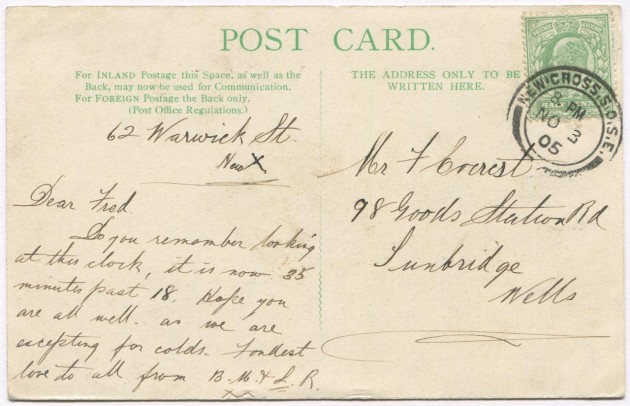 POST CARD.
For INLAND Postage this Space, as well as the
Back, may now be used for Communication.
For FOREIGN Postage the Back only.
(Post Office Regulations.)
THE ADDRESS ONLY TO BE
WRITTEN HERE.
NEW CROSS. S.O. S.E.
8 PM
NO 3
05
62 Warwick St.
New X.
Dear Fred.
Do you remember looking
at this clock, it is now 35
minutes past 18. Hope you
are all well. as we are
excepting for colds. Fondest
love to all from B. M. & L. R.
Mr F
98 Goods Station Rd
Tunbridge
Wells